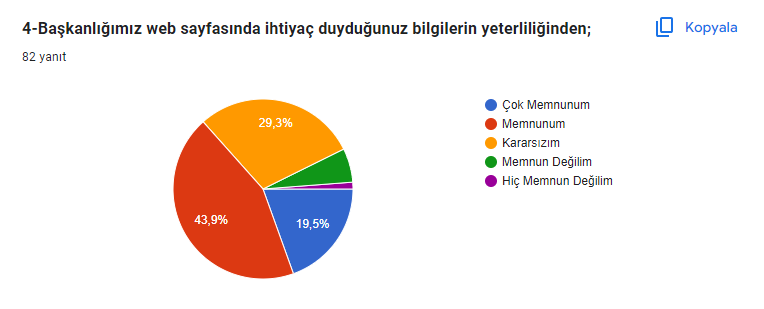 4-Başkanlığımız web sayfasında ihtiyaç duyduğunuz bilgilerin yeterliliğinden;
Kopyala
82 yanıt
29,3%
43,9%
19,5%
Çok Memnunum
Memnunum
Kararsızım
Memnun Değilim
Hiç Memnun Değilim